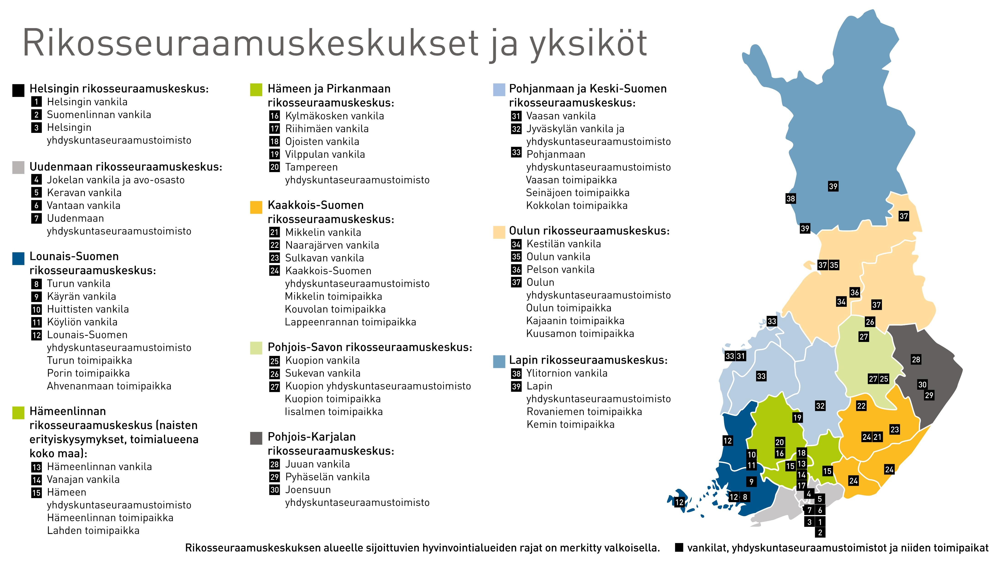 Rikosseuraamuskeskukset ja yksiköt
Helsingin rikosseuraamuskeskus:
1 Helsingin vankila
2 Suomenlinnan vankila
3 Helsingin
yhdyskuntaseuraamustoimisto
Uudenmaan rikosseuraamuskeskus:
4 Jokelan vankila ja avo-osasto
5 Keravan vankila
6 Vantaan vankila
7 Uudenmaan
yhdyskuntaseuraamustoimisto
Lounais-Suomen
rikosseuraamuskeskus:
8 Turun vankila
9 Käyrän vankila
10 Huittisten vankila
11 Köyliön vankila
12 Lounais-Suomen
yhdyskuntaseuraamustoimisto
Turun toimipaikka
Porin toimipaikka
Ahvenanmaan toimipaikka
Hämeenlinnan
rikosseuraamuskeskus (naisten
erityiskysymykset, toimialueena
koko maa):
13 Hämeenlinnan vankila
14 Vanajan vankila
15 Hämeen
yhdyskuntaseuraamustoimisto
Hämeenlinnan toimipaikka
Lahden toimipaikka
Hämeen ja Pirkanmaan
rikosseuraamuskeskus:
16 Kylmäkosken vankila
17 Riihimäen vankila
18 Ojoisten vankila
19 Vilppulan vankila
20 Tampereen
yhdyskuntaseuraamustoimisto
Kaakkois-Suomen
rikosseuraamuskeskus:
21 Mikkelin vankila
22 Naarajärven vankila
23 Sulkavan vankila
24 Kaakkois-Suomen
yhdyskuntaseuraamustoimisto
Mikkelin toimipaikka
Kouvolan toimipaikka
Lappeenrannan toimipaikka
Pohjois-Savon rikosseuraamuskeskus:
25 Kuopion vankila
26 Sukevan vankila
27 Kuopion yhdyskuntaseuraamustoimisto
Kuopion toimipaikka
Iisalmen toimipaikka
Pohjois-Karjalan
rikosseuraamuskeskus:
28 Juuan vankila
29 Pyhäselän vankila
30 Joensuun
yhdyskuntaseuraamustoimisto
Pohjanmaan ja Keski-Suomen
rikosseuraamuskeskus:
31 Vaasan vankila
32 Jyväskylän vankila ja
yhdyskuntaseuraamustoimisto
33 Pohjanmaan
yhdyskuntaseuraamustoimisto
Vaasan toimipaikka
Seinäjoen toimipaikka
Kokkolan toimipaikka
Oulun rikosseuraamuskeskus:
34 Kestilän vankila
35 Oulun vankila
36 Pelson vankila
37 Oulun
yhdyskuntaseuraamustoimisto
Oulun toimipaikka
Kajaanin toimipaikka
Kuusamon toimipaikka
Lapin rikosseuraamuskeskus:
38 Ylitornion vankila
39 Lapin
yhdyskuntaseuraamustoimisto
Rovaniemen toimipaikka
Kemin toimipaikka
39
38
37
39
37 35
36
34
37
33
26
27
33 31
28
33
27 25
30
29
32
22
19
23
24 21
12
20
10
16
18
11
15
13
24
15
14
24
9
17
4
12 8
5
12
7 6
3 1
2
Rikosseuraamuskeskuksen alueelle sijoittuvien hyvinvointialueiden rajat on merkitty valkoisella.
vankilat, yhdyskuntaseuraamustoimistot ja niiden toimipaikat